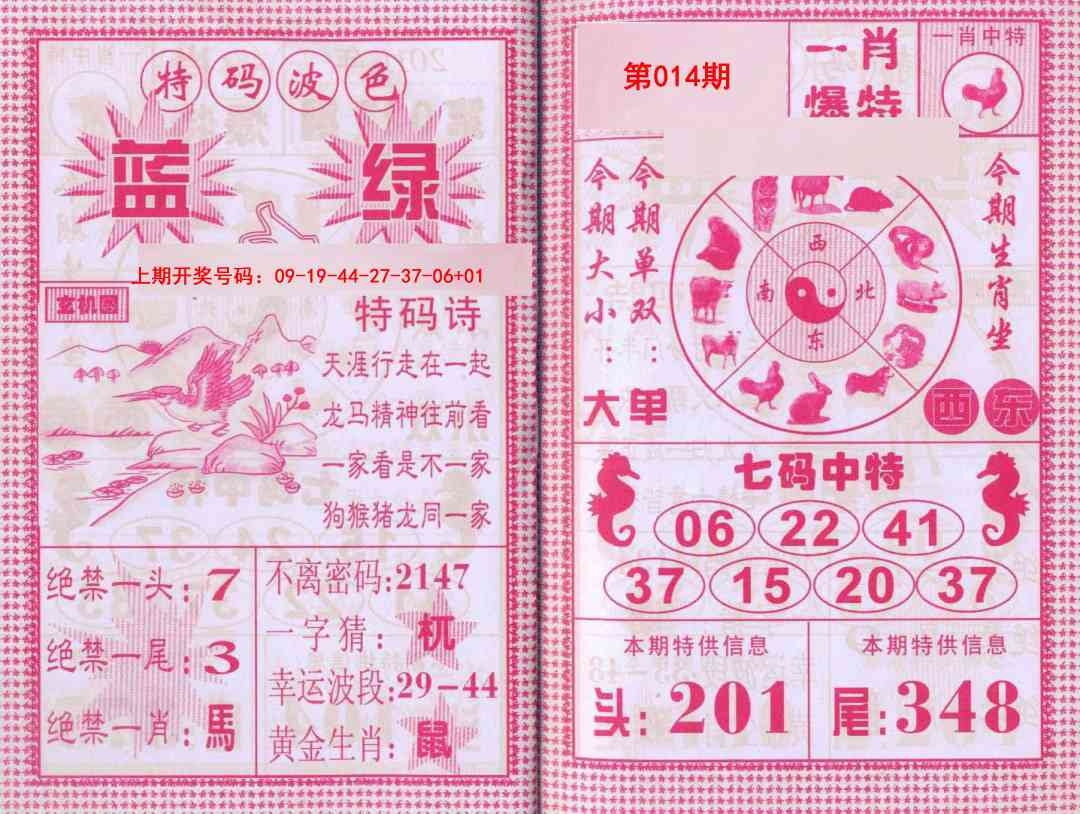 特码波色
蓝 绿
上期开奖号码：09-19-44-27-37-06+01
玄机图
特码诗
天涯行走在一起
龙马精神往前看
一家看是不一家
狗猴猪龙同一家
绝禁一头：7
绝禁一尾：3
绝禁一肖：馬
不离密码：2147
一字猜：杌
幸运波段：29-44
黄金生肖：鼠
第014期
一肖
爆特
一肖中特
今期大小：大
今期单双：单
西
南 北
东
今期生肖坐
西 东
七码中特
06 22 41
37 15 20 37
本期特供信息
头：201
本期特供信息
尾：348